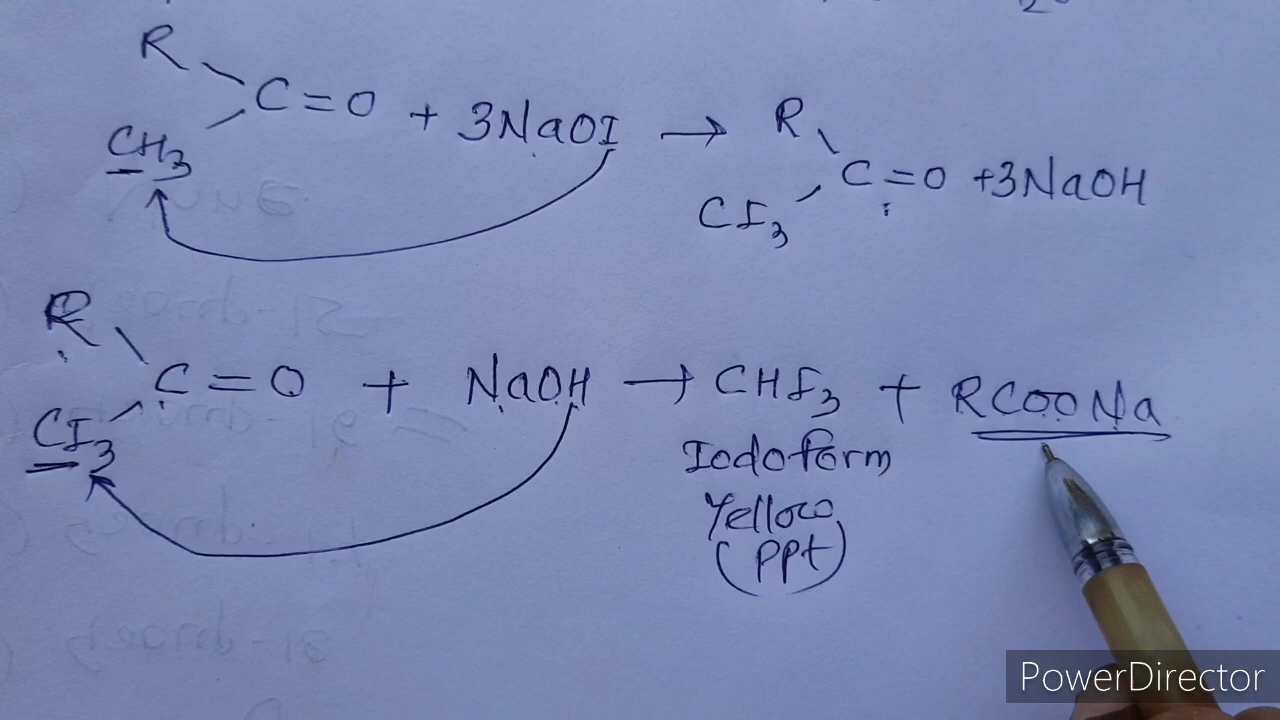 R
C=O + 3NaOI → R
CH3
C=O +3NaOH
CI3
R
C=O + NaOH → CHI3 + RCOONa
CI3
Iodoform
Yellow
(PPt)
PowerDirector